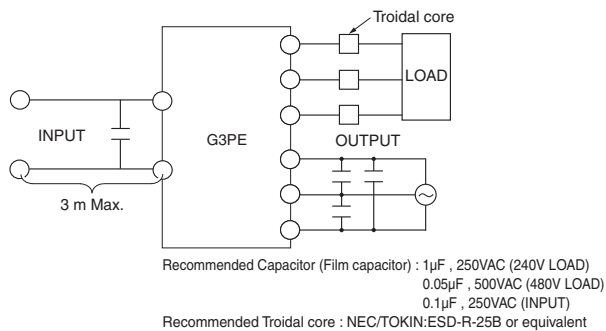 Troidal core
LOAD
INPUT
G3PE
OUTPUT
3 m Max.
Recommended Capacitor (Film capacitor) : 1µF , 250VAC (240V LOAD)
0.05µF , 500VAC (480V LOAD)
0.1µF , 250VAC (INPUT)
Recommended Troidal core : NEC/TOKIN:ESD-R-25B or equivalent